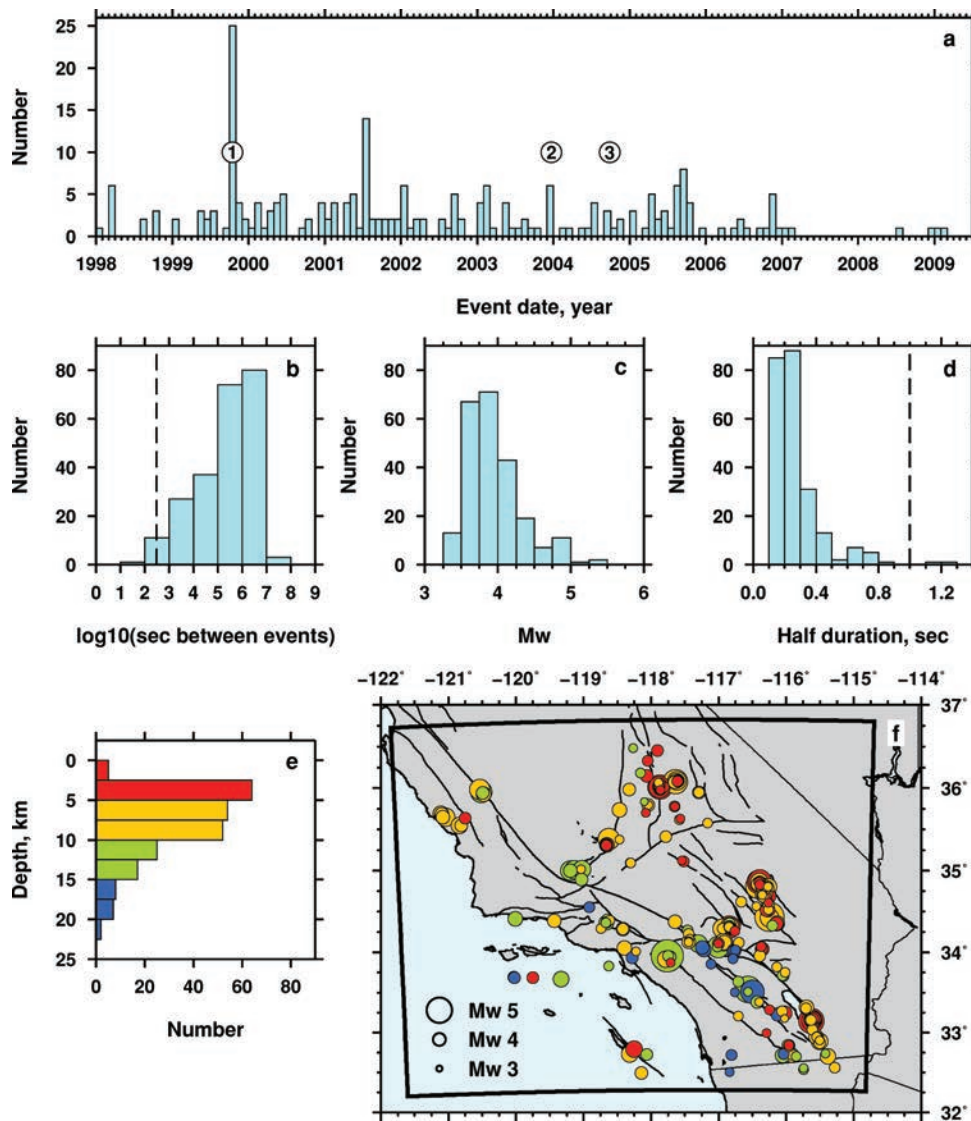 a
Number
25
20
15
10
5
0
1 2 3
1998 1999 2000 2001 2002 2003 2004 2005 2006 2007 2008 2009
Event date, year
b
Number
80
60
40
20
0
0 1 2 3 4 5 6 7 8 9
log10(sec between events)
c
Number
80
60
40
20
0
3 4 5 6
Mw
d
Number
80
60
40
20
0
0.0 0.4 0.8 1.2
Half duration, sec
e
Depth, km
0
5
10
15
20
25
0 20 40 60 80
Number
−122˚ −121˚ −120˚ −119˚ −118˚ −117˚ −116˚ −115˚ −114˚
f
37˚
36˚
35˚
34˚
33˚
32˚
Mw 5
Mw 4
Mw 3